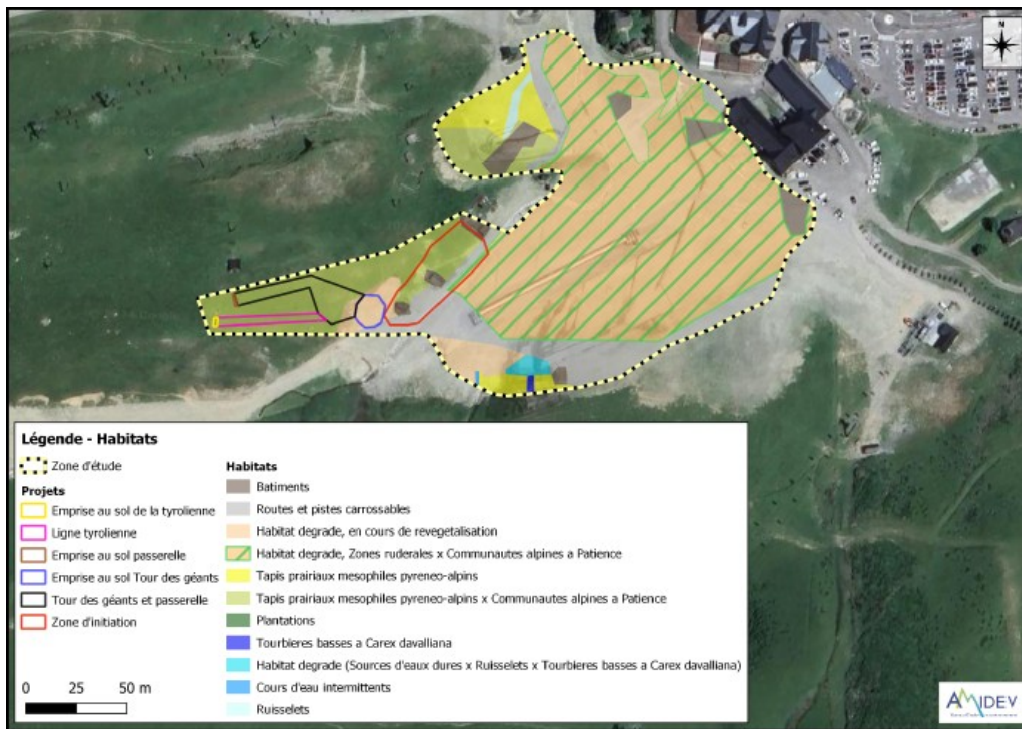 N
Légende - Habitats
Zone d'étude
Projets
Emprise au sol de la tyrolienne
Ligne tyrolienne
Emprise au sol passerelle
Emprise au sol Tour des géants
Tour des géants et passerelle
Zone d'initiation
0 25 50 m
Habitats
Batiments
Routes et pistes carrossables
Habitat degrade, en cours de revegetalisation
Habitat degrade, Zones ruderales x Communautes alpines a Patience
Tapis prairiaux mesophiles pyreneo-alpins
Tapis prairiaux mesophiles pyreneo-alpins x Communautes alpines a Patience
Plantations
Tourbieres basses a Carex davalliana
Habitat degrade (Sources d'eaux dures x Ruisselets x Tourbieres basses a Carex davalliana)
Cours d'eau intermittents
Ruisselets
AMIDEV